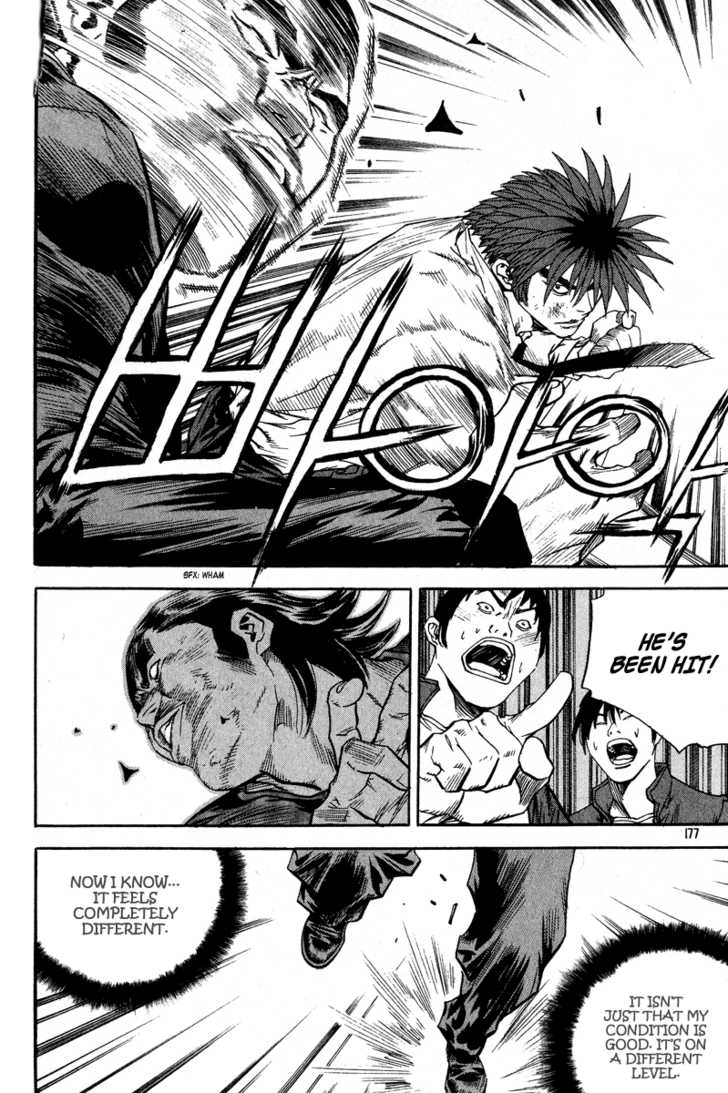 빠아아악
SFX: WHAM
HE'S
BEEN HIT!
177
NOW I KNOW...
IT FEELS
COMPLETELY
DIFFERENT.
IT ISN'T
JUST THAT MY
CONDITION IS
GOOD. IT'S ON
A DIFFERENT
LEVEL.